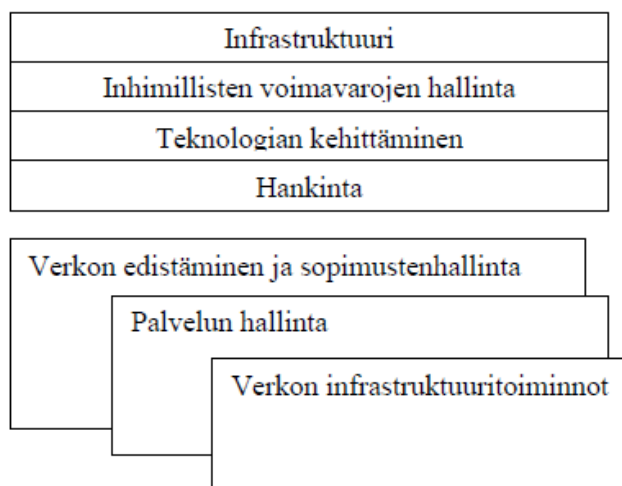 Infrastruktuuri
Inhimillisten voimavarojen hallinta
Teknologian kehittäminen
Hankinta
Verkon edistäminen ja sopimustenhallinta
Palvelun hallinta
Verkon infrastruktuuritoiminnot